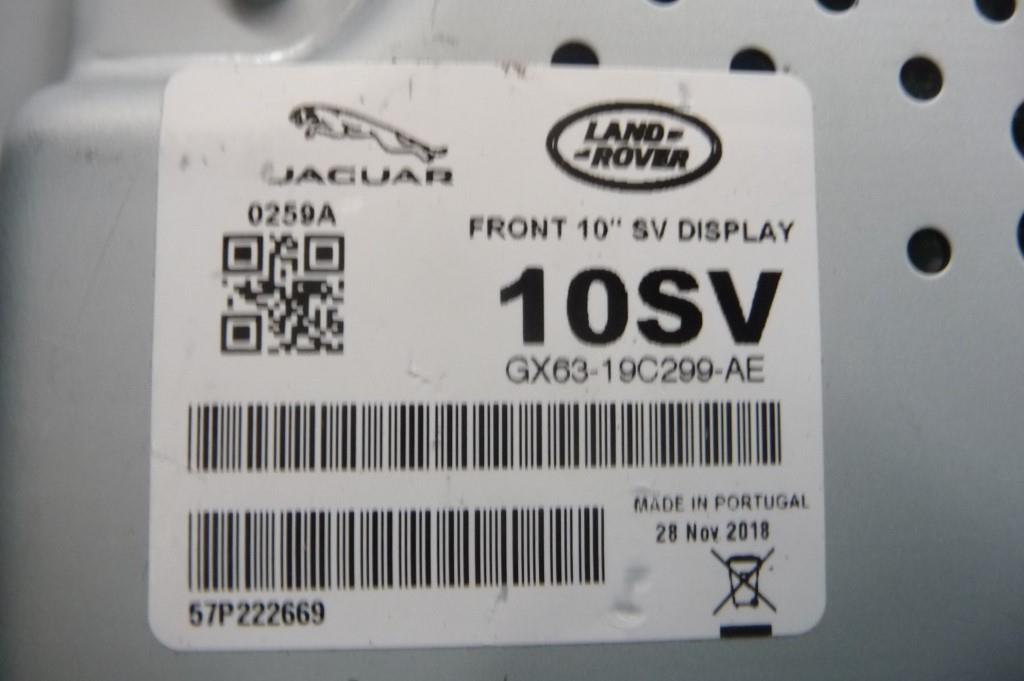 JAGUAR
LAND-
-ROVER
0259A
FRONT 10" SV DISPLAY
10SV
GX63-19C299-AE
MADE IN PORTUGAL
28 Nov 2018
57P222669